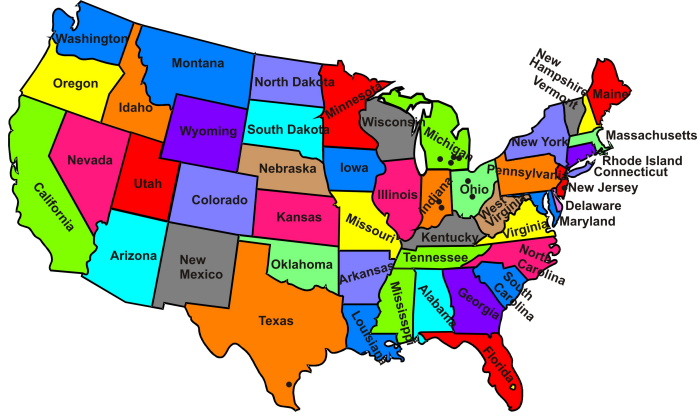 Washington
Oregon
California
Nevada
Idaho
Montana
Wyoming
Utah
Arizona
Colorado
New
Mexico
North Dakota
South Dakota
Nebraska
Kansas
Oklahoma
Texas
Minnesota
Iowa
Missouri
Arkansas
Louisiana
Wisconsin
Illinois
Michigan
Indiana
Ohio
Kentucky
Tennessee
Mississppi
Alabama
Georgia
Florida
South
Carolina
North
Carolina
Virginia
West
Virginia
Pennsylvania
New York
New
Hampshire
Vermont
Maine
Massachusetts
Rhode Island
Connecticut
New Jersey
Delaware
Maryland